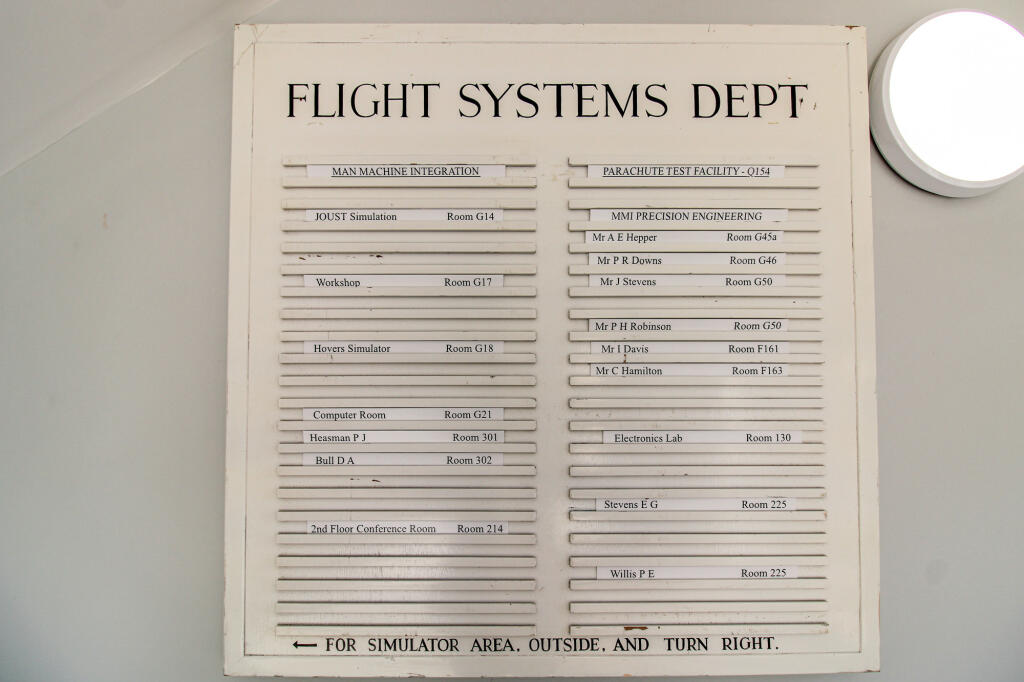 FLIGHT SYSTEMS DEPT
MAN MACHINE INTEGRATION
JOUST Simulation Room G14
Workshop Room G17
Hovers Simulator Room G18
Computer Room Room G21
Heasman P J Room 301
Bull D A Room 302
2nd Floor Conference Room Room 214
PARACHUTE TEST FACILITY - Q154
MMI PRECISION ENGINEERING
Mr A E Hepper Room G45a
Mr P R Downs Room G46
Mr J Stevens Room G50
Mr P H Robinson Room G50
Mr I Davis Room F161
Mr C Hamilton Room F163
Electronics Lab Room 130
Stevens E G Room 225
Willis P E Room 225
← FOR SIMULATOR AREA, OUTSIDE, AND TURN RIGHT.